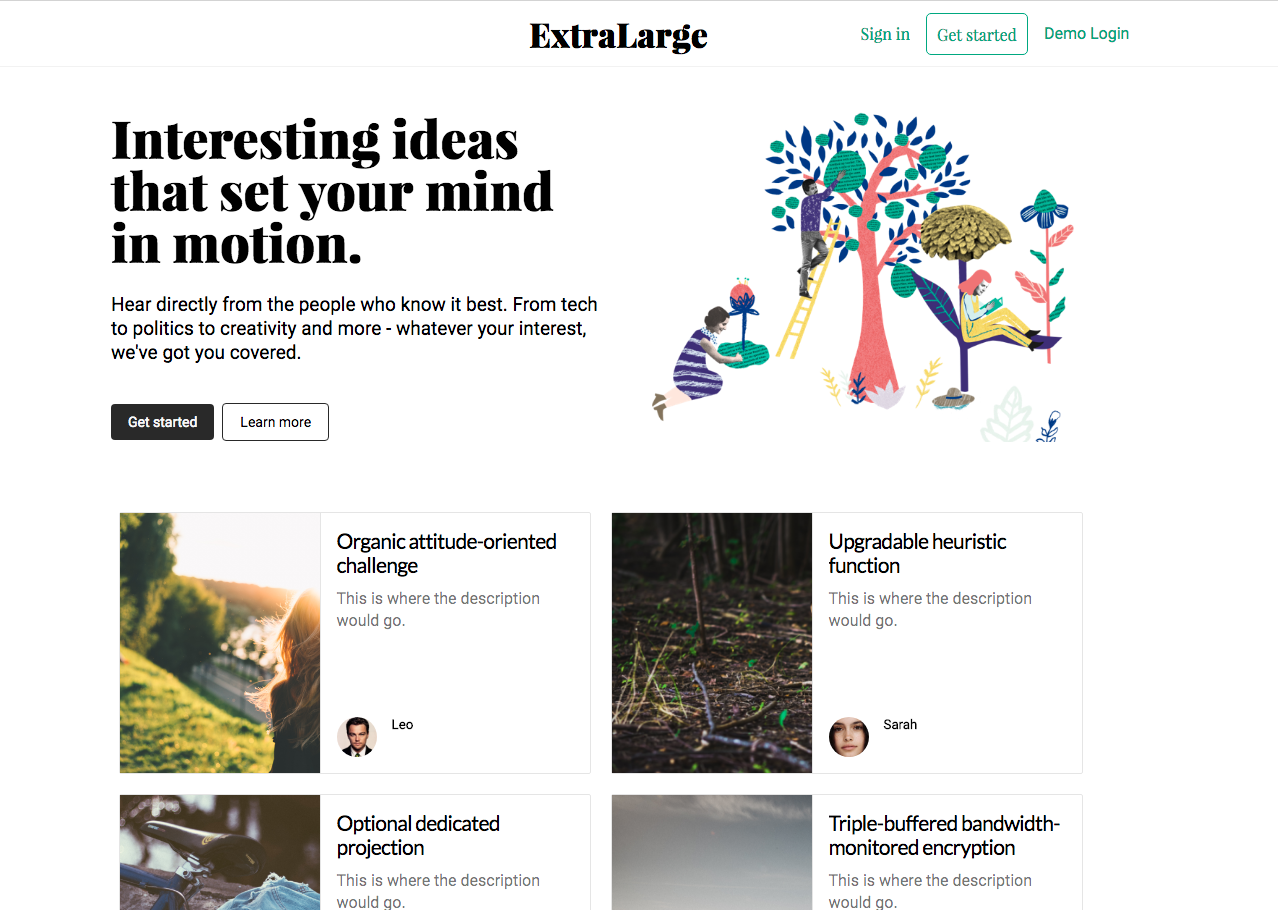 ExtraLarge
Sign in
Get started
Demo Login
Interesting ideas
that set your mind
in motion.
Hear directly from the people who know it best. From tech
to politics to creativity and more - whatever your interest,
we've got you covered.
Get started
Learn more
Organic attitude-oriented
challenge
This is where the description
would go.
Leo
Upgradable heuristic
function
This is where the description
would go.
Sarah
Optional dedicated
projection
This is where the description
would go.
Triple-buffered bandwidth-
monitored encryption
This is where the description
would go.